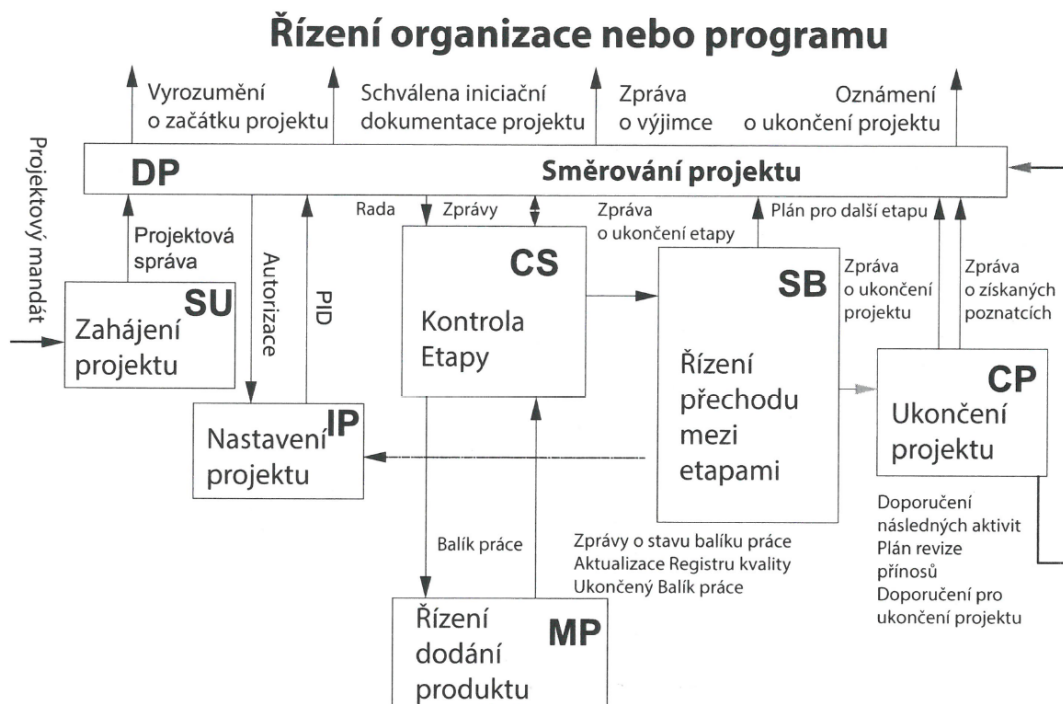 Řízení organizace nebo programu
Vyrozumění
o začátku projektu
Schválena iniciační
dokumentace projektu
Zpráva
o výjimce
Oznámení
o ukončení projektu
Projektový mandát
DP
Směrování projektu
Projektová
správa
Autorizace
PID
Rada
Zprávy
Zpráva
o ukončení etapy
Plán pro další etapu
SU
Zahájení
projektu
CS
Kontrola
Etapy
SB
Řízení
přechodu
mezi
etapami
Zpráva
o ukončení
projektu
Zpráva
o získaných
poznatcích
CP
Ukončení
projektu
IP
Nastavení
projektu
Balík práce
Zprávy o stavu balíku práce
Aktualizace Registru kvality
Ukončený Balík práce
Doporučení
následných aktivit
Plán revize
přínosů
Doporučení pro
ukončení projektu
Řízení
dodání
produktu
MP